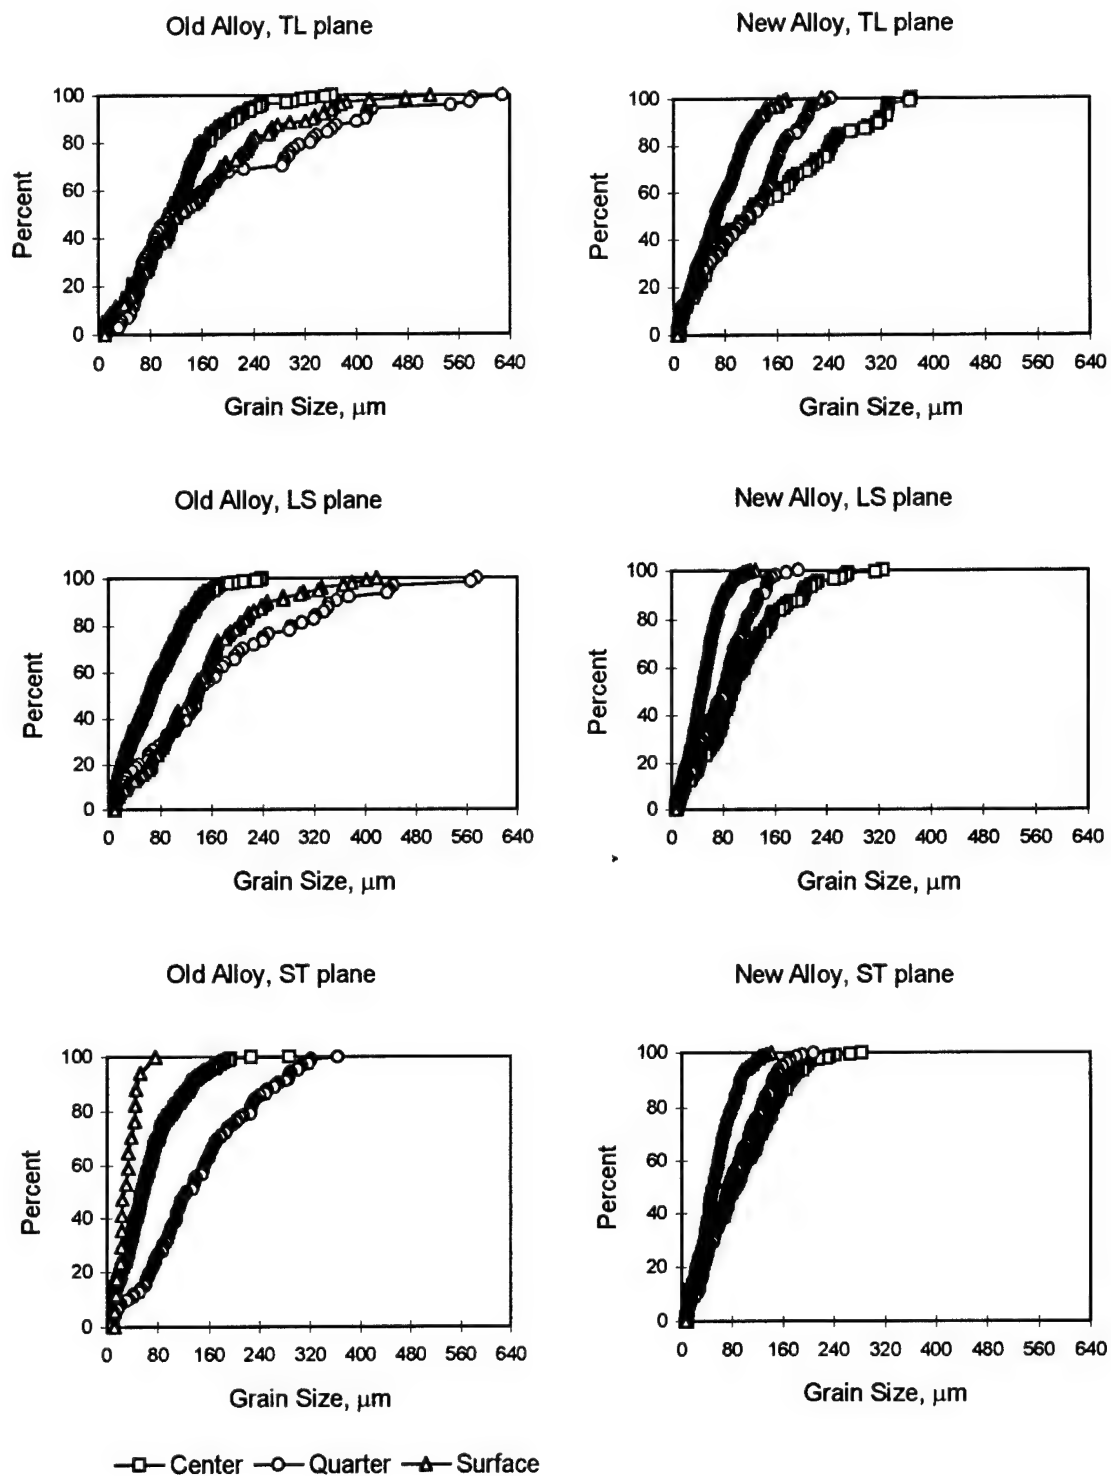 Old Alloy, TL plane
100
80
60
40
20
0
Percent
0 80 160 240 320 400 480 560 640
Grain Size, μm
New Alloy, TL plane
100
80
60
40
20
0
Percent
0 80 160 240 320 400 480 560 640
Grain Size, μm
Old Alloy, LS plane
100
80
60
40
20
0
Percent
0 80 160 240 320 400 480 560 640
Grain Size, μm
New Alloy, LS plane
100
80
60
40
20
0
Percent
0 80 160 240 320 400 480 560 640
Grain Size, μm
Old Alloy, ST plane
100
80
60
40
20
0
Percent
0 80 160 240 320 400 480 560 640
Grain Size, μm
New Alloy, ST plane
100
80
60
40
20
0
Percent
0 80 160 240 320 400 480 560 640
Grain Size, μm
Center Quarter Surface